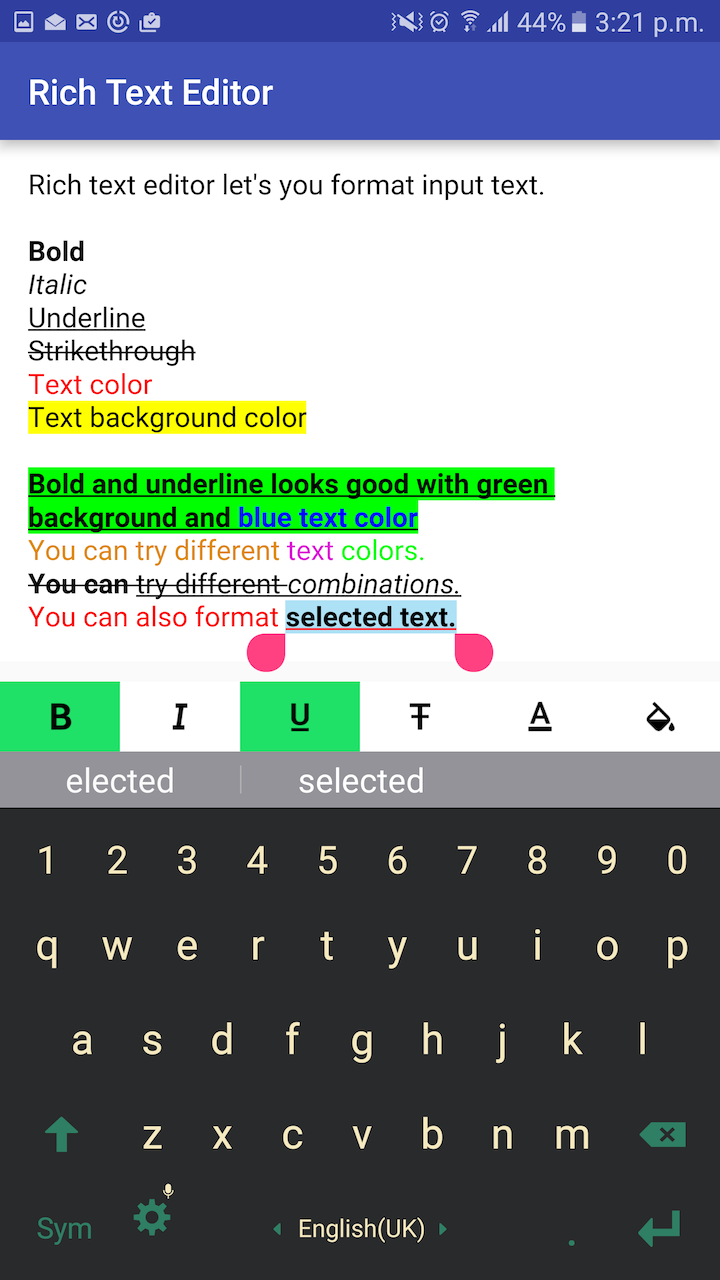 44% 3:21 p.m.
Rich Text Editor
Rich text editor let's you format input text.
Bold
Italic
Underline
Strikethrough
Text color
Text background color
Bold and underline looks good with green
background and blue text color
You can try different text colors.
You can try different combinations.
You can also format selected text.
B I U T A
elected selected
1 2 3 4 5 6 7 8 9 0
q w e r t y u i o p
a s d f g h j k l
z x c v b n m
Sym English(UK) .